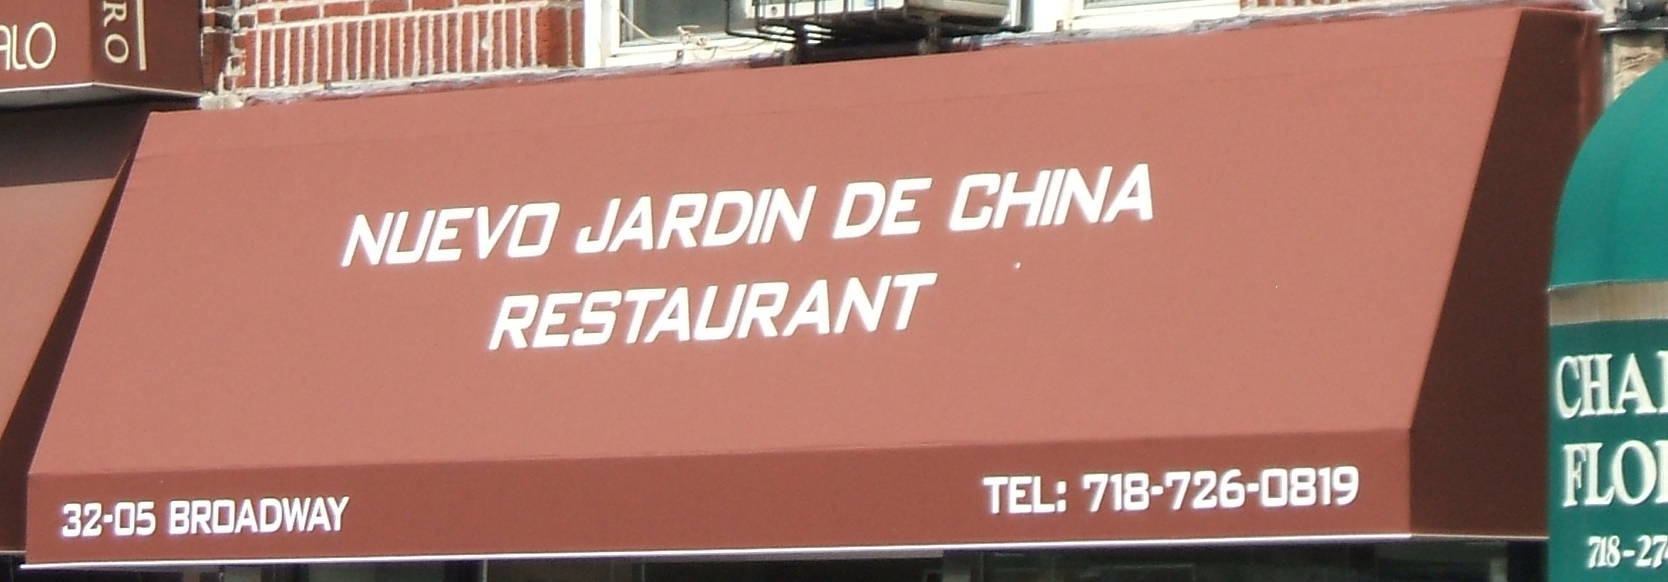 NUEVO JARDIN DE CHINA
RESTAURANT
32-05 BROADWAY
TEL: 718-726-0819